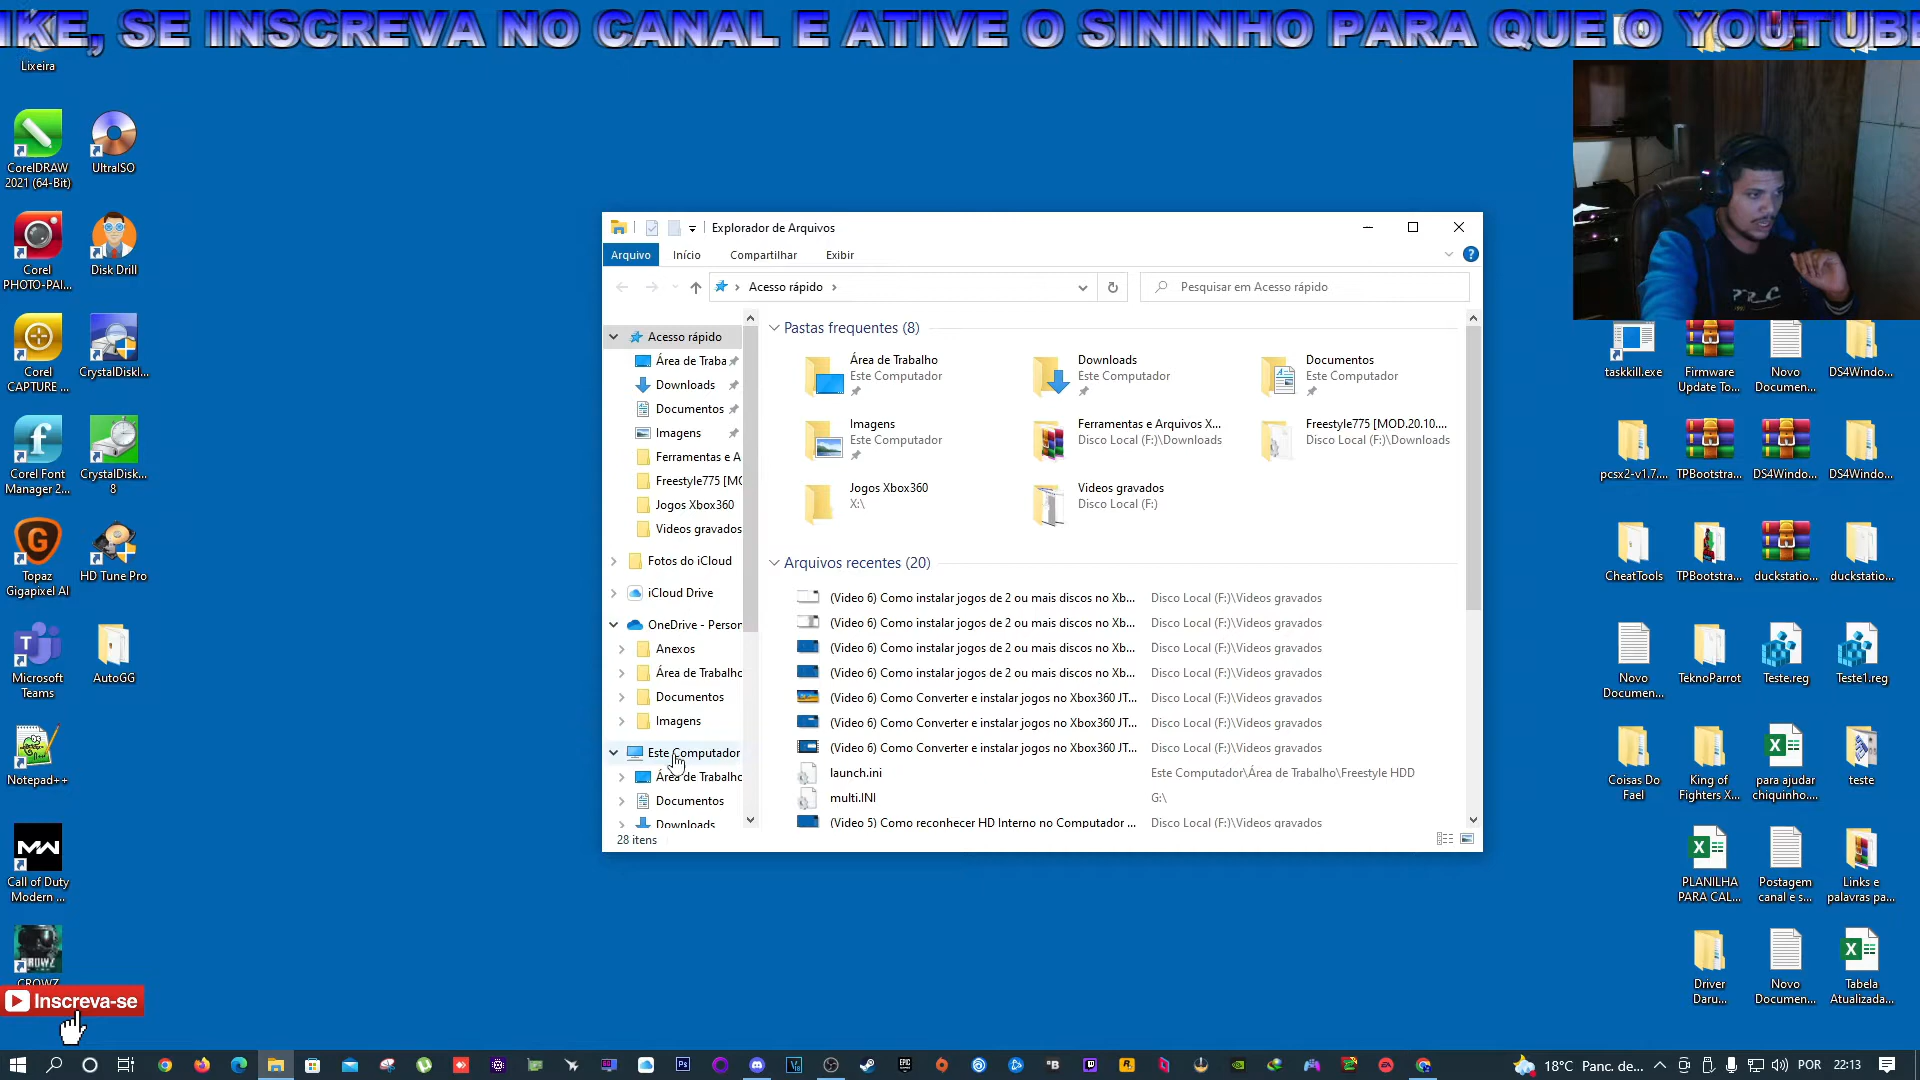 IKE, SE INSCREVA NO CANAL E ATIVE O SININHO PARA QUE O YOUTUBE
Lixeira
CorelDRAW
2021 (64-Bit)
UltraISO
Corel
PHOTO-PAI...
Disk Drill
Corel
CAPTURE ...
CrystalDiskI...
Corel Font
Manager 2...
CrystalDisk...
8
Topaz
Gigapixel AI
HD Tune Pro
Microsoft
Teams
AutoGG
Notepad++
Call of Duty
Modern ...
CROWZ
Inscreva-se
Explorador de Arquivos
Arquivo
Início
Compartilhar
Exibir
Acesso rápido
Pesquisar em Acesso rápido
Acesso rápido
Área de Traba
Downloads
Documentos
Imagens
Ferramentas e A
Freestyle775 [MO
Jogos Xbox360
Videos gravados
Fotos do iCloud
iCloud Drive
OneDrive - Person
Anexos
Área de Trabalho
Documentos
Imagens
Este Computador
Área de Trabalho
Documentos
Downloads
28 itens
Pastas frequentes (8)
Área de Trabalho
Este Computador
Downloads
Este Computador
Documentos
Este Computador
Imagens
Este Computador
Ferramentas e Arquivos X...
Disco Local (F:)\Downloads
Freestyle775 [MOD.20.10....
Disco Local (F:)\Downloads
Jogos Xbox360
X:\
Videos gravados
Disco Local (F:)
Arquivos recentes (20)
(Video 6) Como instalar jogos de 2 ou mais discos no Xb... Disco Local (F:)\Videos gravados
(Video 6) Como instalar jogos de 2 ou mais discos no Xb... Disco Local (F:)\Videos gravados
(Video 6) Como instalar jogos de 2 ou mais discos no Xb... Disco Local (F:)\Videos gravados
(Video 6) Como instalar jogos de 2 ou mais discos no Xb... Disco Local (F:)\Videos gravados
(Video 6) Como Converter e instalar jogos no Xbox360 JT... Disco Local (F:)\Videos gravados
(Video 6) Como Converter e instalar jogos no Xbox360 JT... Disco Local (F:)\Videos gravados
(Video 6) Como Converter e instalar jogos no Xbox360 JT... Disco Local (F:)\Videos gravados
launch.ini Este Computador\Área de Trabalho\Freestyle HDD
multi.INI G:\
(Video 5) Como reconhecer HD Interno no Computador ... Disco Local (F:)\Videos gravados
taskkill.exe
Firmware
Update To...
Novo
Documen...
DS4Windo...
pcsx2-v1.7....
TPBootstra...
DS4Windo...
DS4Windo...
CheatTools
TPBootstra...
duckstatio...
duckstatio...
Novo
Documen...
TeknoParrot
Teste.reg
Teste1.reg
Coisas Do
Fael
King of
Fighters X...
para ajudar
chiquinho....
teste
PLANILHA
PARA CAL...
Postagem
canal e s...
Links e
palavras pa...
Driver
Daru...
Novo
Documen...
Tabela
Atualizada...
18°C Panc. de...
POR
22:13